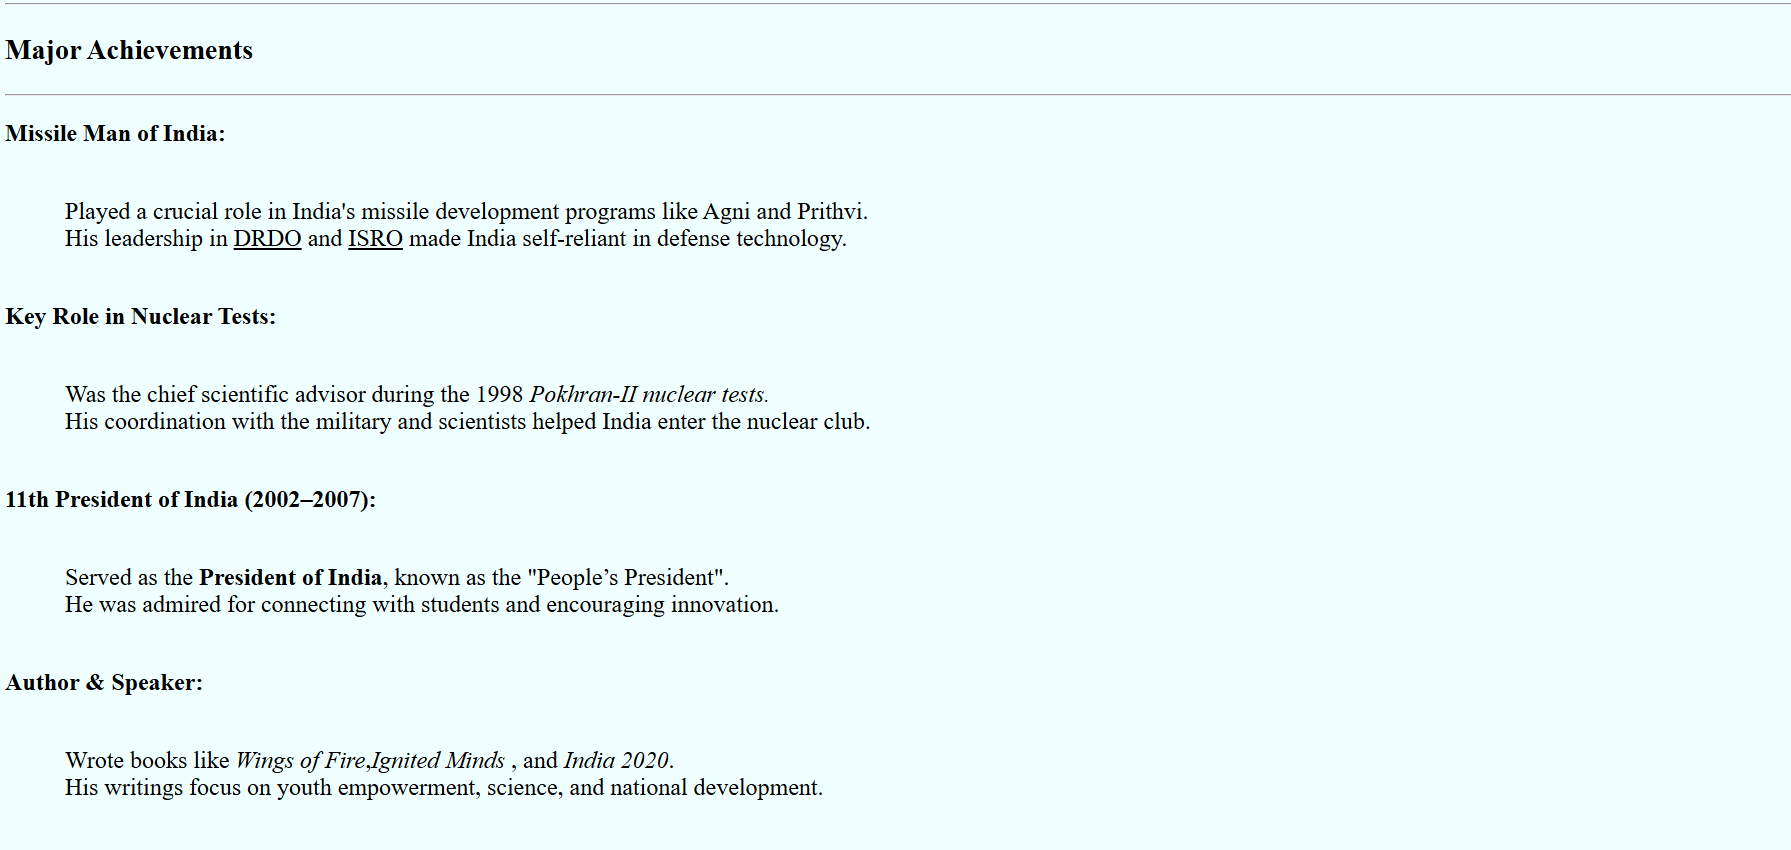 Major Achievements
Missile Man of India:
Played a crucial role in India's missile development programs like Agni and Prithvi.
His leadership in DRDO and ISRO made India self-reliant in defense technology.
Key Role in Nuclear Tests:
Was the chief scientific advisor during the 1998 Pokhran-II nuclear tests.
His coordination with the military and scientists helped India enter the nuclear club.
11th President of India (2002–2007):
Served as the President of India, known as the "People’s President".
He was admired for connecting with students and encouraging innovation.
Author & Speaker:
Wrote books like Wings of Fire,Ignited Minds , and India 2020.
His writings focus on youth empowerment, science, and national development.